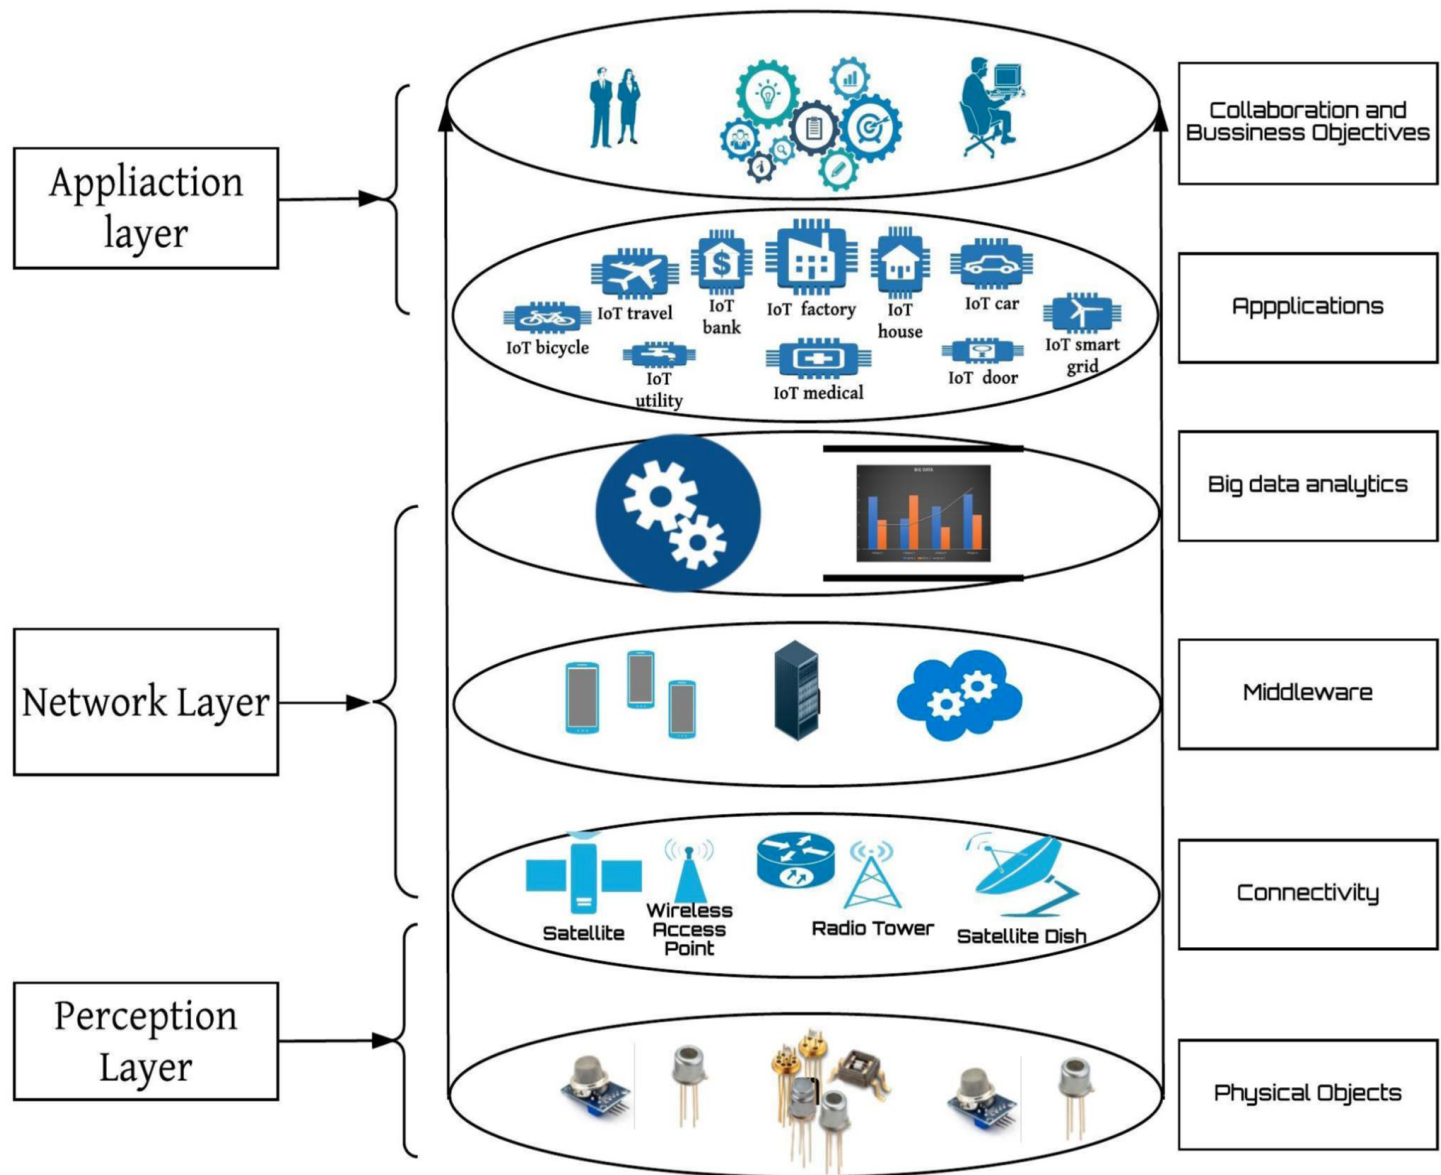 Collaboration and
Bussiness Objectives
Appliaction
layer
IoT travel
IoT
bank
IoT factory
IoT
house
IoT car
IoT bicycle
IoT smart
grid
IoT
utility
IoT medical
IoT door
Appplications
BIG DATA
Big data analytics
Network Layer
Middleware
Satellite
Wireless
Access
Point
Radio Tower
Satellite Dish
Connectivity
Perception
Layer
Physical Objects